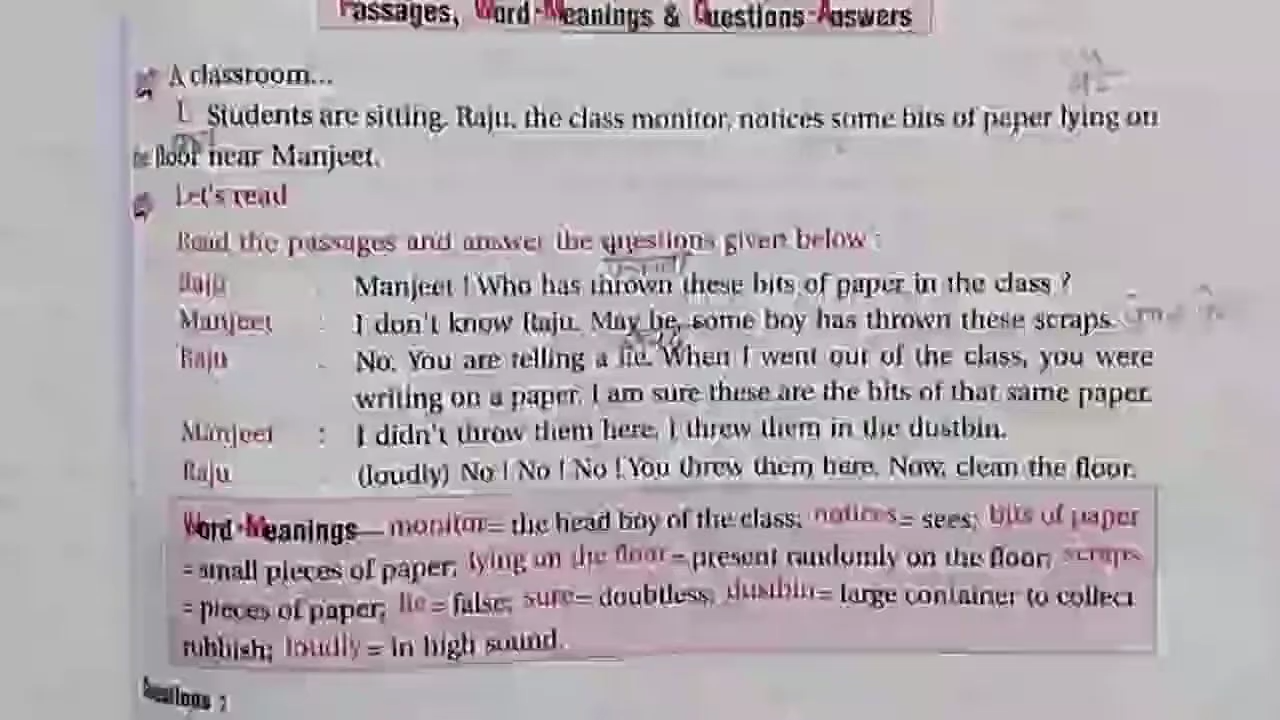 Passages, Word-Meanings & Questions-Answers
A classroom...
1. Students are sitting. Raju, the class monitor, notices some bits of paper lying on
the floor near Manjeet.
Let's read
Read the passages and answer the questions given below :
Raju : Manjeet ! Who has thrown these bits of paper in the class ?
Manjeet : I don't know Raju. May be, some boy has thrown these scraps.
Raju : No. You are telling a lie. When I went out of the class, you were
writing on a paper. I am sure these are the bits of that same paper.
Manjeet : I didn't throw them here. I threw them in the dustbin.
Raju : (loudly) No ! No ! No ! You threw them here. Now, clean the floor.
Word-Meanings— monitor= the head boy of the class; notices= sees; bits of paper
= small pieces of paper; lying on the floor = present randomly on the floor; scraps
= pieces of paper; lie = false; sure= doubtless; dustbin= large container to collect
rubbish; loudly = in high sound.
Questions :